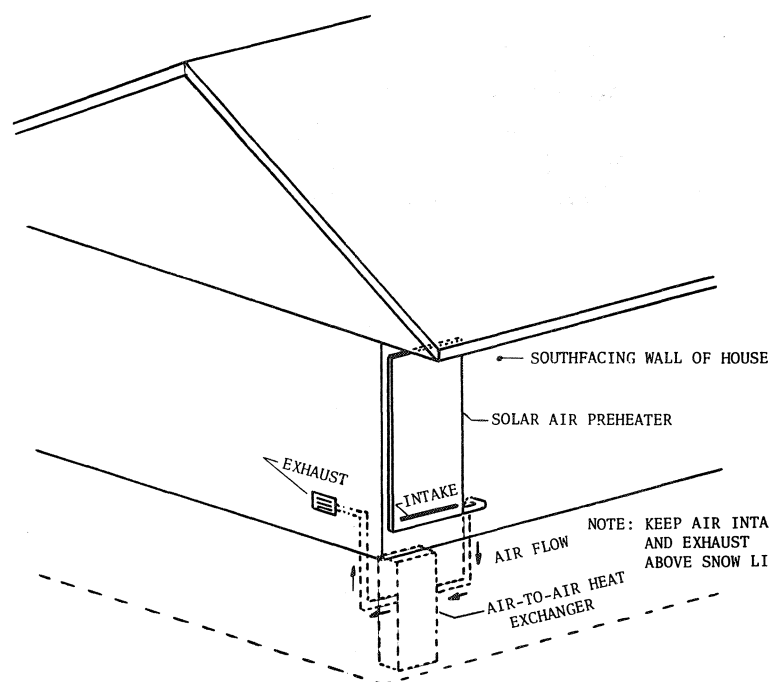 SOUTHFACING WALL OF HOUSE
SOLAR AIR PREHEATER
EXHAUST
INTAKE
NOTE: KEEP AIR INTA
AND EXHAUST
ABOVE SNOW LI
AIR FLOW
AIR-TO-AIR HEAT
EXCHANGER